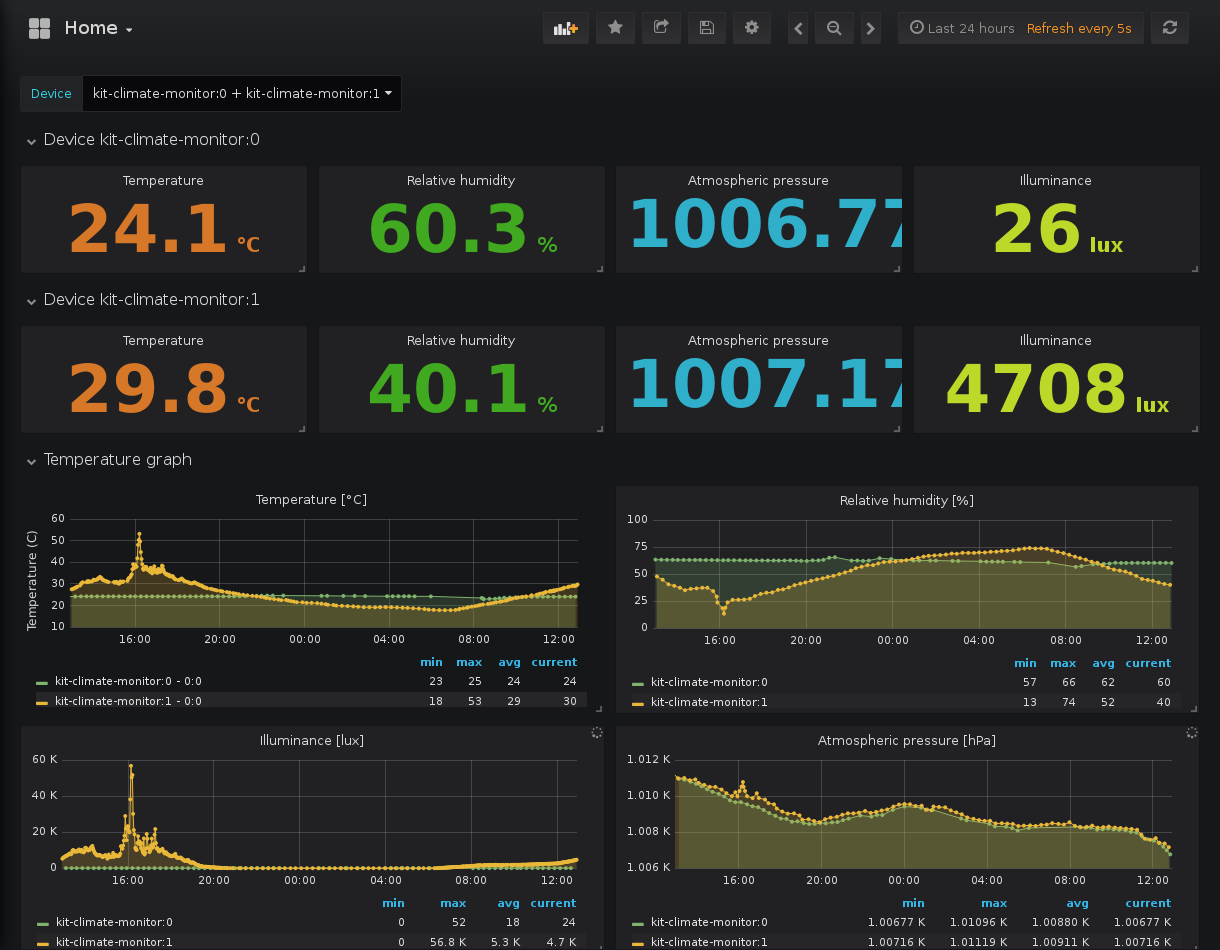 Home
Last 24 hours Refresh every 5s
Device kit-climate-monitor:0 + kit-climate-monitor:1
Device kit-climate-monitor:0
Temperature Relative humidity Atmospheric pressure Illuminance
24.1 °C 60.3 % 1006.77 26 lux
Device kit-climate-monitor:1
Temperature Relative humidity Atmospheric pressure Illuminance
29.8 °C 40.1 % 1007.17 4708 lux
Temperature graph
Temperature [°C]
Temperature (C)
60
50
40
30
20
10
16:00 20:00 00:00 04:00 08:00 12:00
min max avg current
kit-climate-monitor:0 - 0:0 23 25 24 24
kit-climate-monitor:1 - 0:0 18 53 29 30
Relative humidity [%]
100
75
50
25
0
16:00 20:00 00:00 04:00 08:00 12:00
min max avg current
kit-climate-monitor:0 57 66 62 60
kit-climate-monitor:1 13 74 52 40
Illuminance [lux]
60 K
40 K
20 K
0
16:00 20:00 00:00 04:00 08:00 12:00
min max avg current
kit-climate-monitor:0 0 52 18 24
kit-climate-monitor:1 0 56.8 K 5.3 K 4.7 K
Atmospheric pressure [hPa]
1.012 K
1.010 K
1.008 K
1.006 K
16:00 20:00 00:00 04:00 08:00 12:00
min max avg current
kit-climate-monitor:0 1.00677 K 1.01096 K 1.00880 K 1.00677 K
kit-climate-monitor:1 1.00716 K 1.01119 K 1.00911 K 1.00716 K